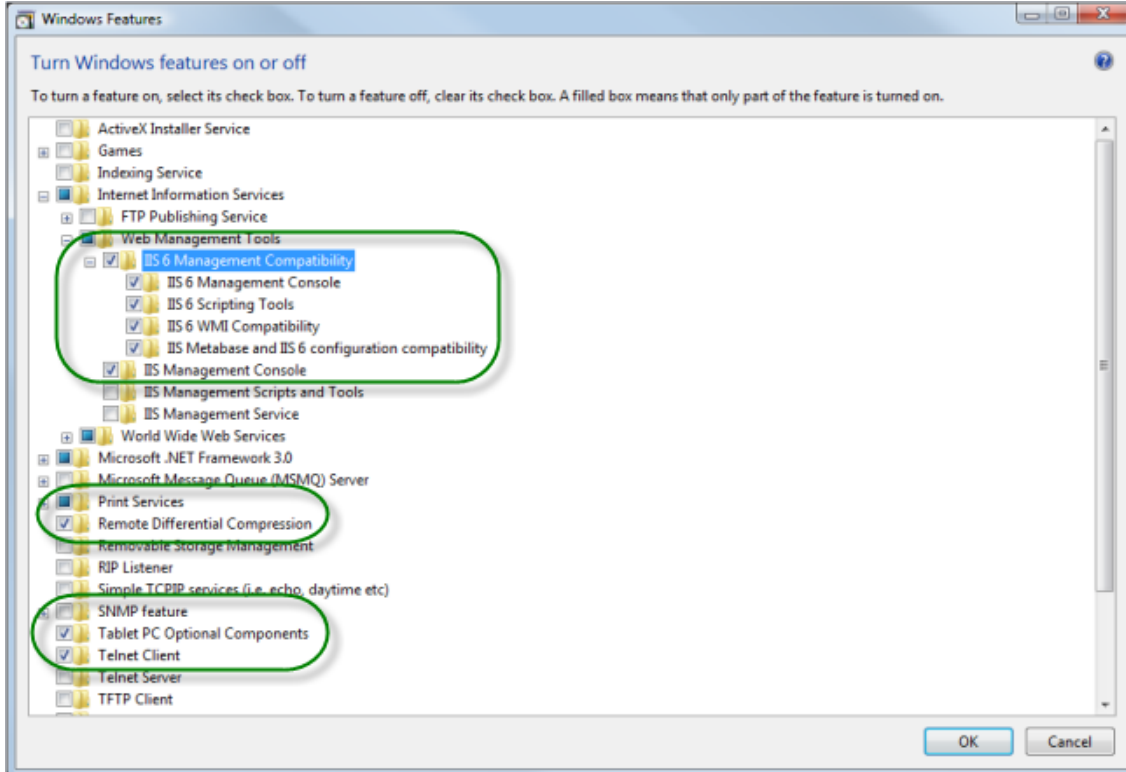 Windows Features
Turn Windows features on or off
To turn a feature on, select its check box. To turn a feature off, clear its check box. A filled box means that only part of the feature is turned on.
ActiveX Installer Service
Games
Indexing Service
Internet Information Services
FTP Publishing Service
Web Management Tools
IIS 6 Management Compatibility
IIS 6 Management Console
IIS 6 Scripting Tools
IIS 6 WMI Compatibility
IIS Metabase and IIS 6 configuration compatibility
IIS Management Console
IIS Management Scripts and Tools
IIS Management Service
World Wide Web Services
Microsoft .NET Framework 3.0
Microsoft Message Queue (MSMQ) Server
Print Services
Remote Differential Compression
Removable Storage Management
RIP Listener
Simple TCPIP services (i.e. echo, daytime etc)
SNMP feature
Tablet PC Optional Components
Telnet Client
Telnet Server
TFTP Client
OK Cancel